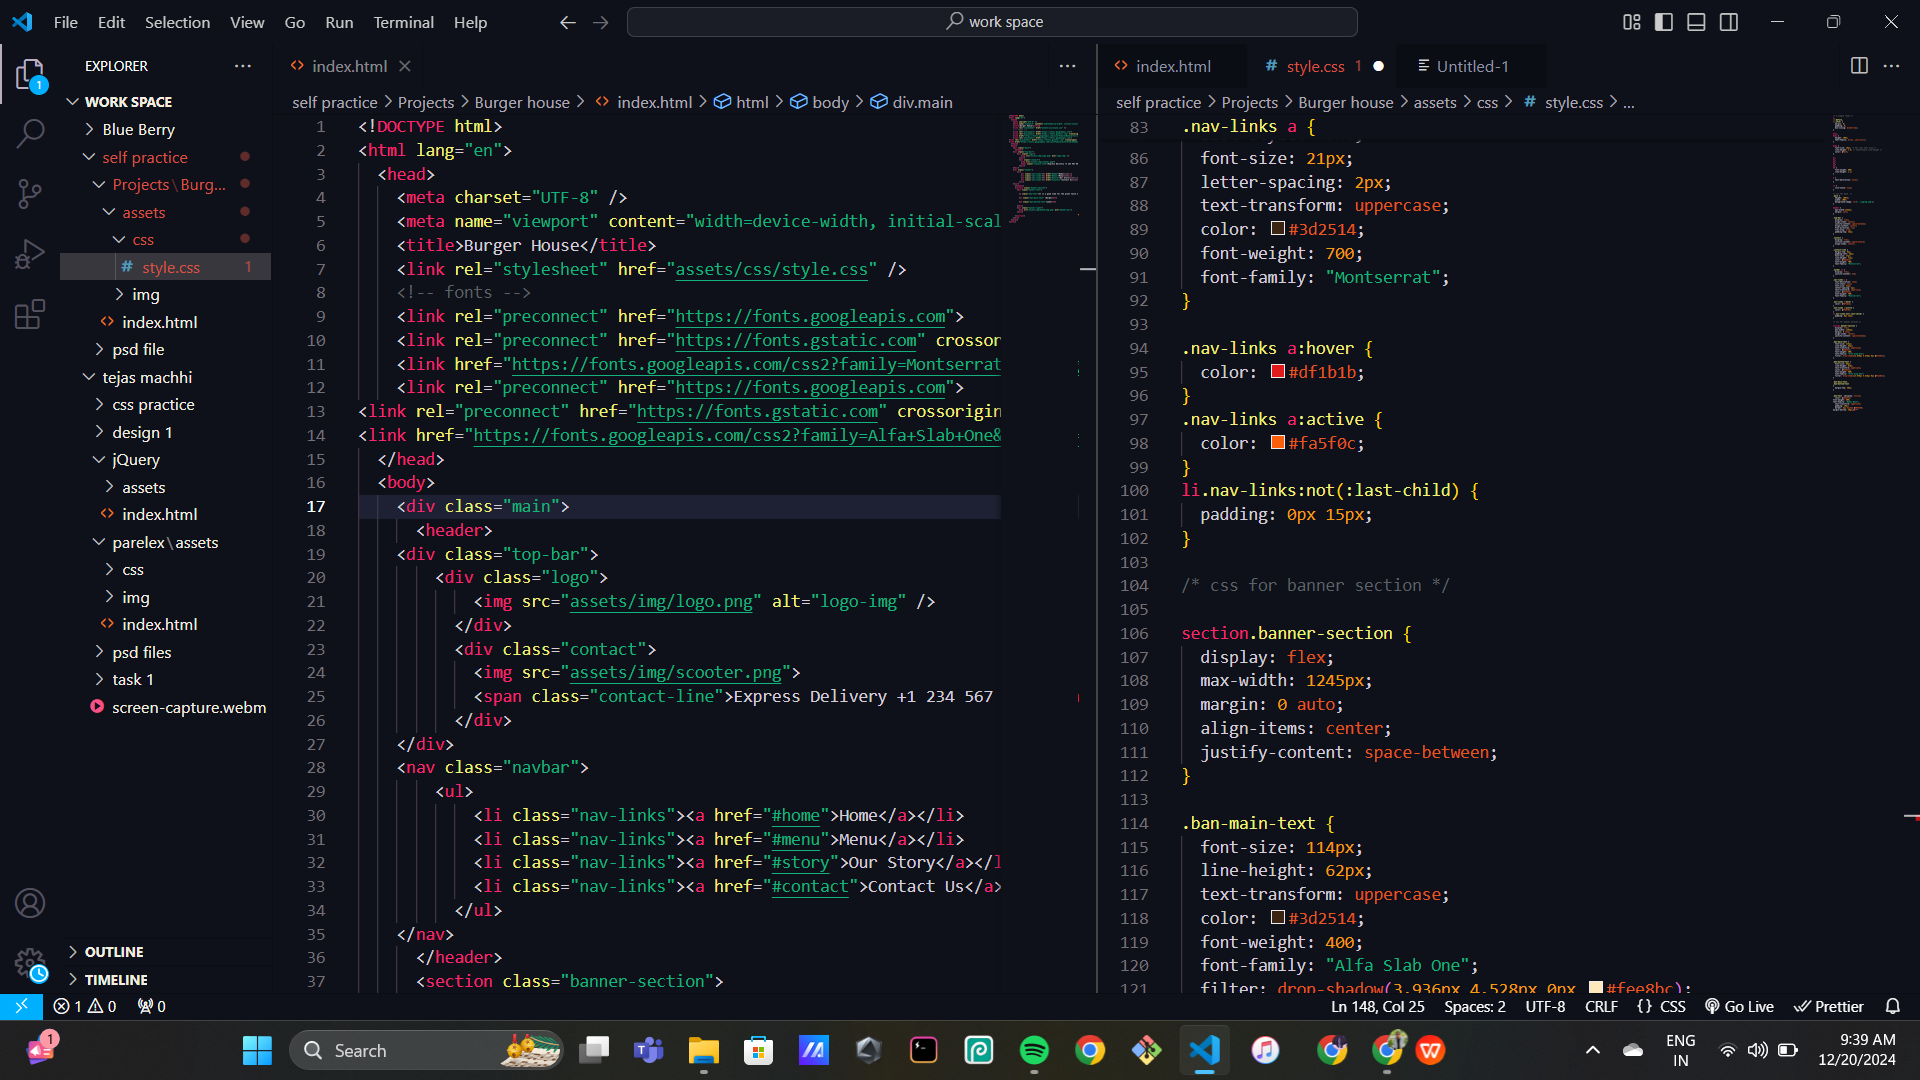 File Edit Selection View Go Run Terminal Help
work space
EXPLORER
1
WORK SPACE
Blue Berry
self practice
Projects\Burg...
assets
css
# style.css 1
img
<> index.html
psd file
tejas machhi
css practice
design 1
jQuery
assets
<> index.html
parelex\assets
css
img
<> index.html
psd files
task 1
screen-capture.webm
OUTLINE
TIMELINE
<> index.html
self practice > Projects > Burger house > <> index.html > html > body > div.main
1 <!DOCTYPE html>
2 <html lang="en">
3 <head>
4 <meta charset="UTF-8" />
5 <meta name="viewport" content="width=device-width, initial-scal
6 <title>Burger House</title>
7 <link rel="stylesheet" href="assets/css/style.css" />
8 <!-- fonts -->
9 <link rel="preconnect" href="https://fonts.googleapis.com">
10 <link rel="preconnect" href="https://fonts.gstatic.com" crossor
11 <link href="https://fonts.googleapis.com/css2?family=Montserrat
12 <link rel="preconnect" href="https://fonts.googleapis.com">
13 <link rel="preconnect" href="https://fonts.gstatic.com" crossorigin
14 <link href="https://fonts.googleapis.com/css2?family=Alfa+Slab+One&
15 </head>
16 <body>
17 <div class="main">
18 <header>
19 <div class="top-bar">
20 <div class="logo">
21 <img src="assets/img/logo.png" alt="logo-img" />
22 </div>
23 <div class="contact">
24 <img src="assets/img/scooter.png">
25 <span class="contact-line">Express Delivery +1 234 567
26 </div>
27 </div>
28 <nav class="navbar">
29 <ul>
30 <li class="nav-links"><a href="#home">Home</a></li>
31 <li class="nav-links"><a href="#menu">Menu</a></li>
32 <li class="nav-links"><a href="#story">Our Story</a></l
33 <li class="nav-links"><a href="#contact">Contact Us</a>
34 </ul>
35 </nav>
36 </header>
37 <section class="banner-section">
<> index.html # style.css 1 Untitled-1
self practice > Projects > Burger house > assets > css > # style.css > ...
83 .nav-links a {
86 font-size: 21px;
87 letter-spacing: 2px;
88 text-transform: uppercase;
89 color: #3d2514;
90 font-weight: 700;
91 font-family: "Montserrat";
92 }
93
94 .nav-links a:hover {
95 color: #df1b1b;
96 }
97 .nav-links a:active {
98 color: #fa5f0c;
99 }
100 li.nav-links:not(:last-child) {
101 padding: 0px 15px;
102 }
103
104 /* css for banner section */
105
106 section.banner-section {
107 display: flex;
108 max-width: 1245px;
109 margin: 0 auto;
110 align-items: center;
111 justify-content: space-between;
112 }
113
114 .ban-main-text {
115 font-size: 114px;
116 line-height: 62px;
117 text-transform: uppercase;
118 color: #3d2514;
119 font-weight: 400;
120 font-family: "Alfa Slab One";
121 filter: drop-shadow(3.936px 4.528px 0px #fee8bc);
1 0 0
Ln 148, Col 25 Spaces: 2 UTF-8 CRLF {} CSS Go Live Prettier
1
Search
ENG
IN
9:39 AM
12/20/2024